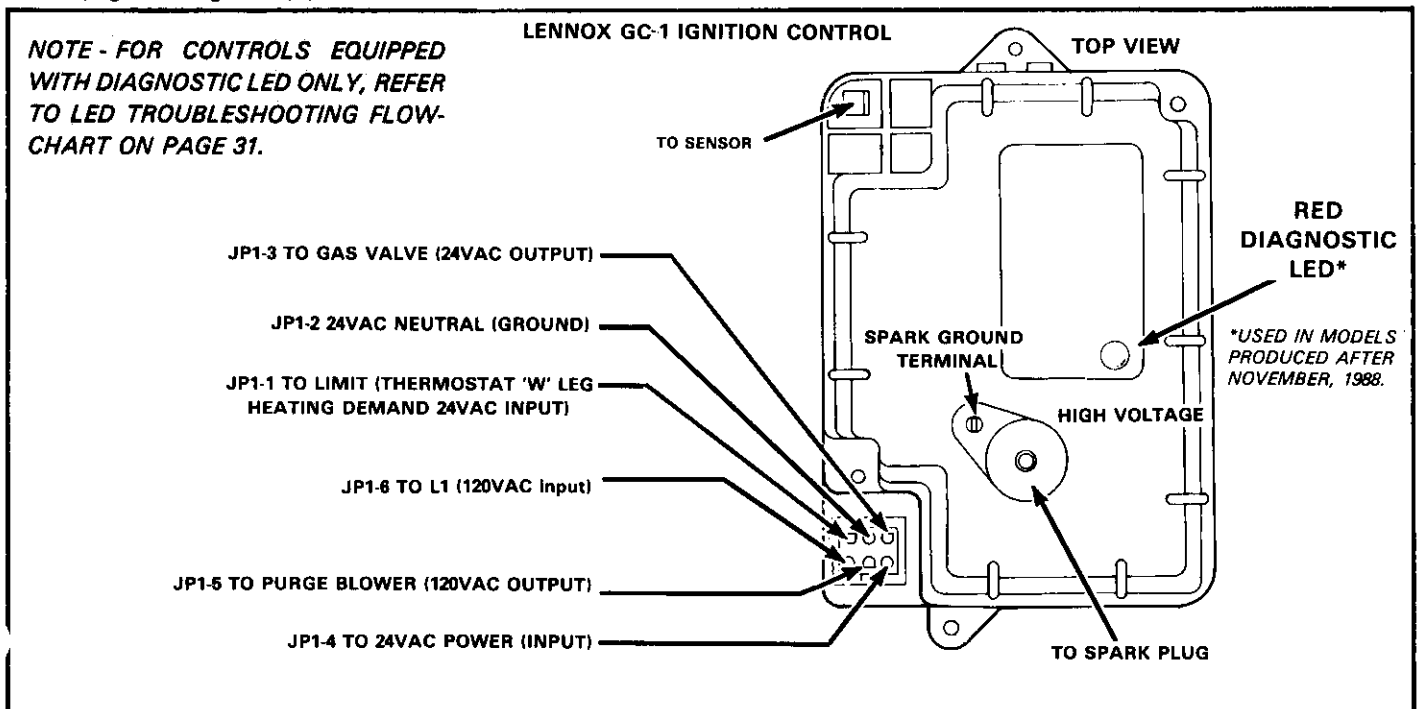 LENNOX GC-1 IGNITION CONTROL
NOTE - FOR CONTROLS EQUIPPED
WITH DIAGNOSTIC LED ONLY, REFER
TO LED TROUBLESHOOTING FLOW-
CHART ON PAGE 31.
TOP VIEW
TO SENSOR
RED
DIAGNOSTIC
LED*
*USED IN MODELS
PRODUCED AFTER
NOVEMBER, 1988.
JP1-3 TO GAS VALVE (24VAC OUTPUT)
JP1-2 24VAC NEUTRAL (GROUND)
JP1-1 TO LIMIT (THERMOSTAT 'W' LEG
HEATING DEMAND 24VAC INPUT)
SPARK GROUND
TERMINAL
HIGH VOLTAGE
JP1-6 TO L1 (120VAC input)
JP1-5 TO PURGE BLOWER (120VAC OUTPUT)
JP1-4 TO 24VAC POWER (INPUT)
TO SPARK PLUG